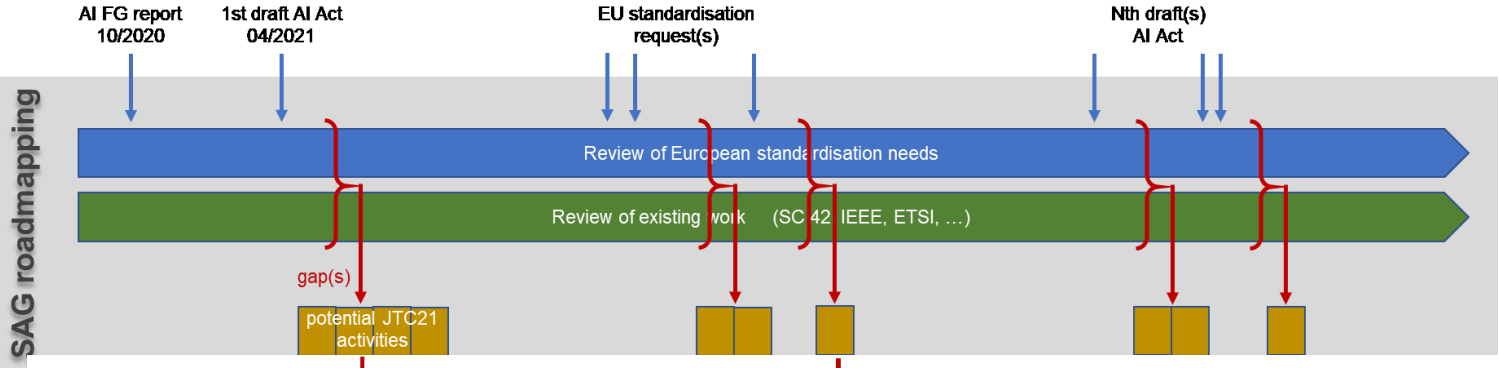 AI FG report
10/2020
1st draft AI Act
04/2021
EU standardisation
request(s)
Nth draft(s)
AI Act
SAG roadmapping
Review of European standardisation needs
Review of existing work (SC 42, IEEE, ETSI, …)
gap(s)
potential JTC21
activities